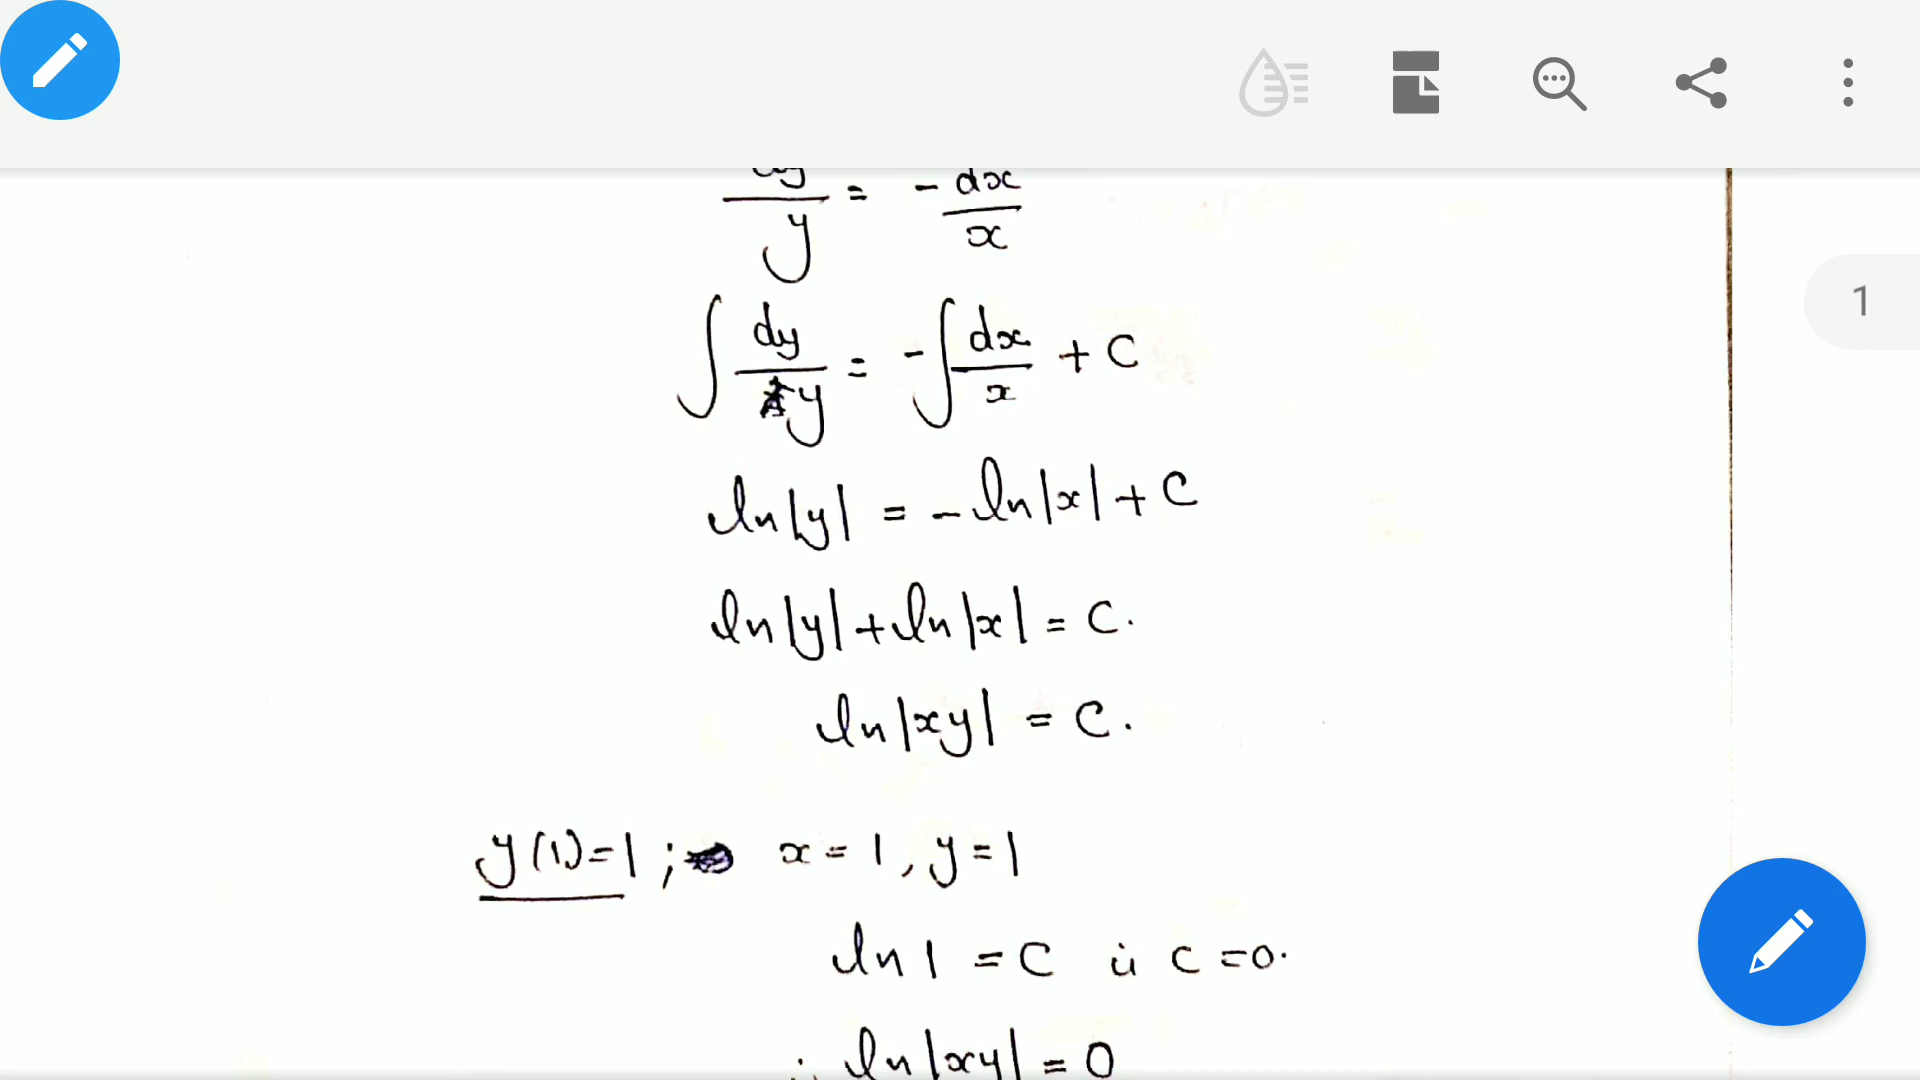 dy/y = - dx/x
1
∫ dy/y = -∫ dx/x + C
ln|y| = -ln|x| + C
ln|y| + ln|x| = C.
ln|xy| = C.
y(1)=1 ; x = 1, y = 1
ln 1 = C ii C = 0.
ln|xy| = 0